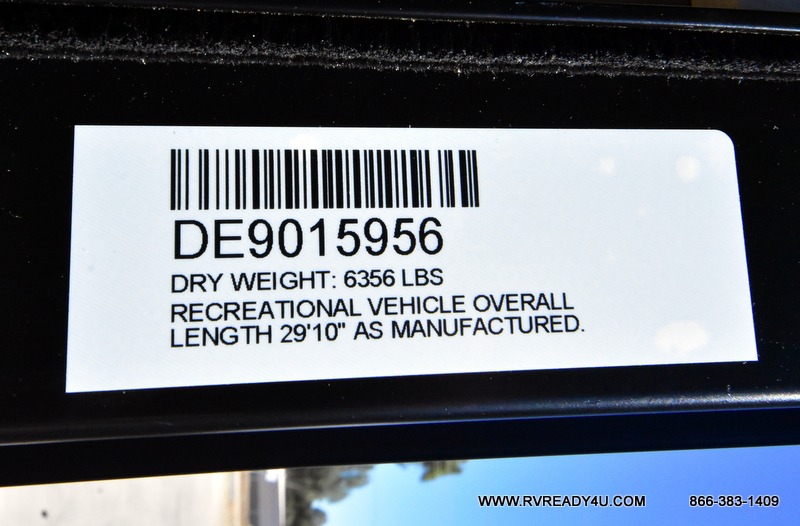 DE9015956
DRY WEIGHT: 6356 LBS
RECREATIONAL VEHICLE OVERALL
LENGTH 29'10" AS MANUFACTURED.
WWW.RVREADY4U.COM 866-383-1409